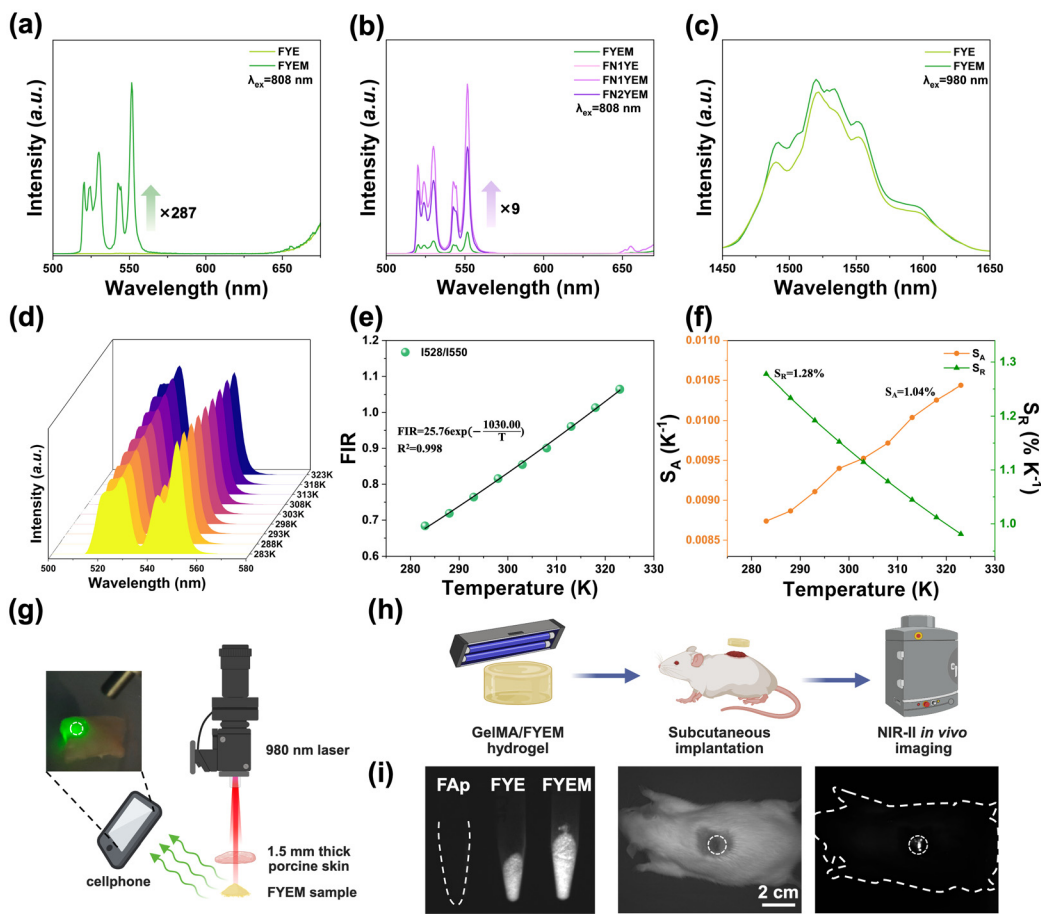 (a)
FYE
FYEM
λex=808 nm
×287
Intensity (a.u.)
500 550 600 650
Wavelength (nm)
(b)
FYEM
FN1YE
FN1YEM
FN2YEM
λex=808 nm
×9
Intensity (a.u.)
500 550 600 650
Wavelength (nm)
(c)
FYE
FYEM
λex=980 nm
Intensity (a.u.)
1450 1500 1550 1600 1650
Wavelength (nm)
(d)
Intensity (a.u.)
323K
318K
313K
308K
303K
298K
293K
288K
283K
500 520 540 560 580
Wavelength (nm)
(e)
I528/I550
FIR=25.76exp(−1030.00/T)
R²=0.998
FIR
1.2
1.1
1.0
0.9
0.8
0.7
0.6
280 290 300 310 320 330
Temperature (K)
(f)
SA
SR
SR=1.28%
SA=1.04%
SA (K⁻¹)
0.0110
0.0105
0.0100
0.0095
0.0090
0.0085
SR (% K⁻¹)
1.3
1.2
1.1
1.0
280 290 300 310 320 330
Temperature (K)
(g)
980 nm laser
1.5 mm thick
porcine skin
cellphone
FYEM sample
(h)
GelMA/FYEM
hydrogel
Subcutaneous
implantation
NIR-II in vivo
imaging
(i)
FAp FYE FYEM
2 cm